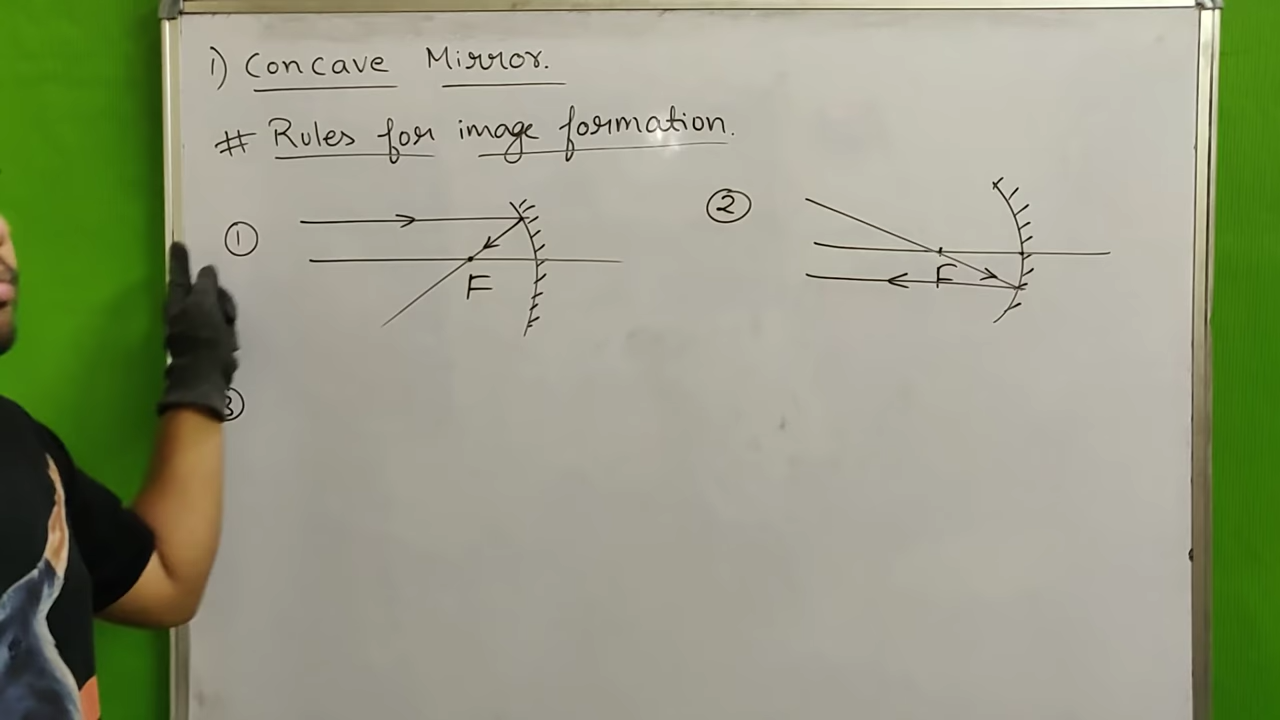 1) Concave Mirror.
# Rules for image formation.
① ②
F F
③